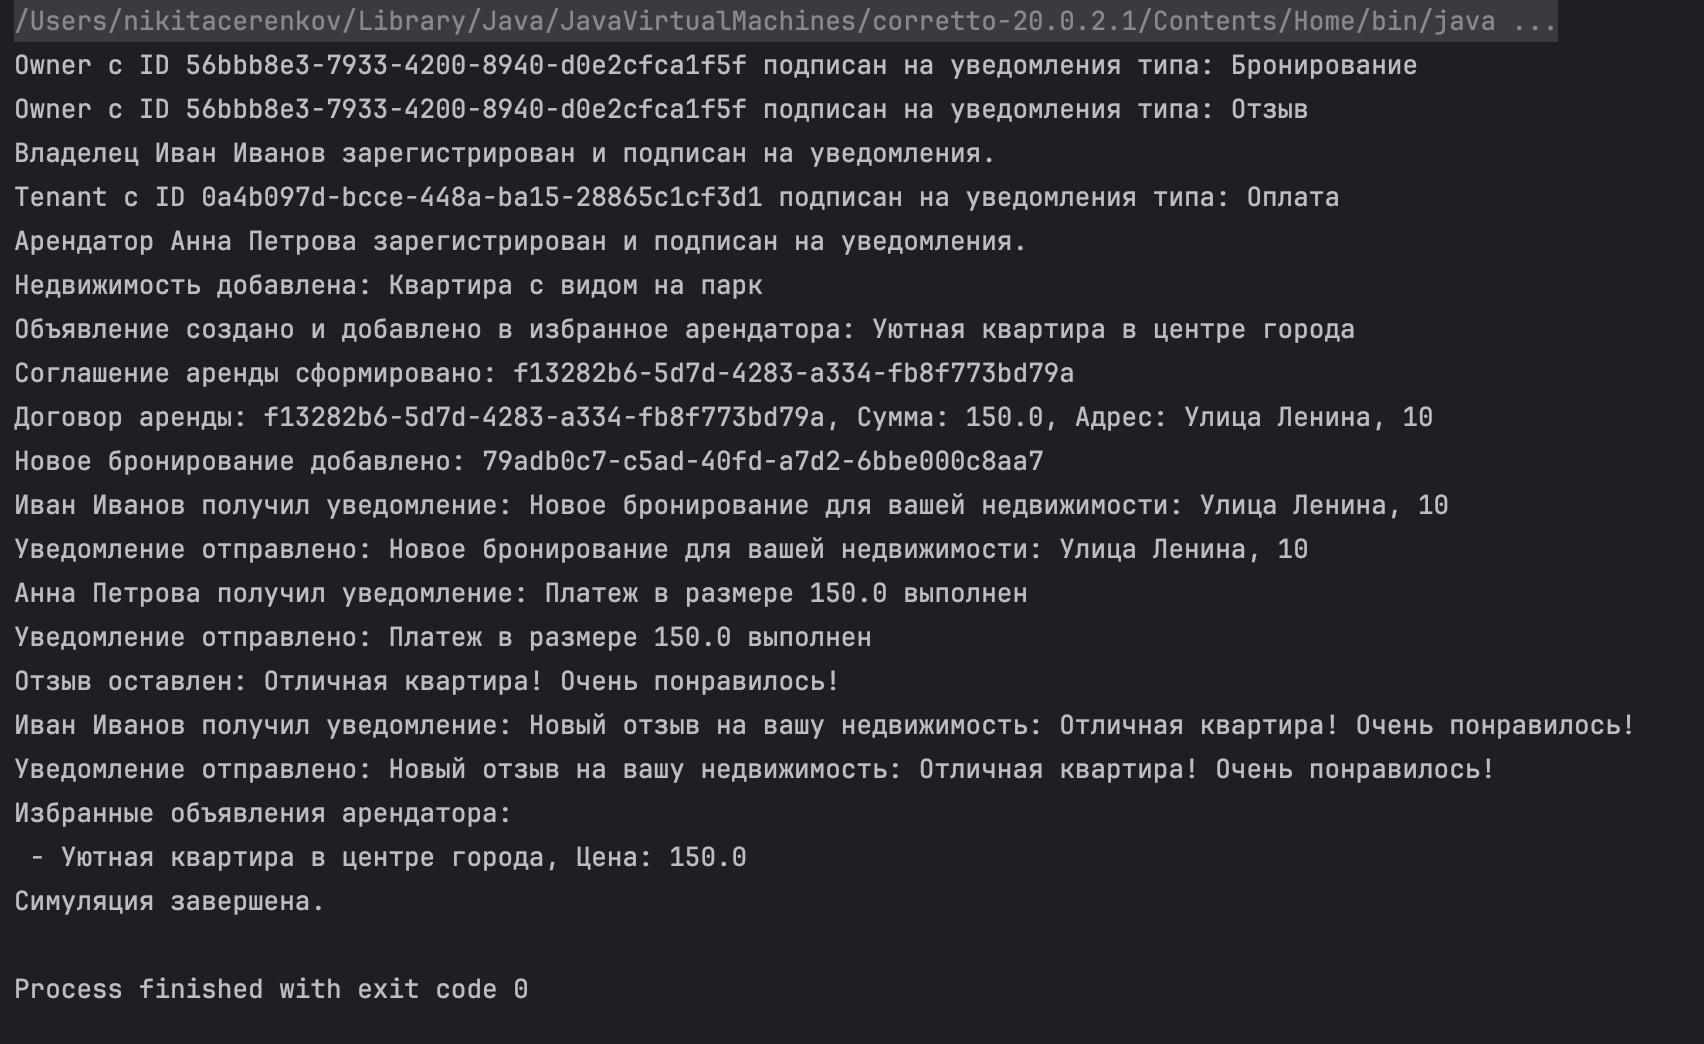 /Users/nikitacerenkov/Library/Java/JavaVirtualMachines/corretto-20.0.2.1/Contents/Home/bin/java ...
Owner с ID 56bbb8e3-7933-4200-8940-d0e2cfca1f5f подписан на уведомления типа: Бронирование
Owner с ID 56bbb8e3-7933-4200-8940-d0e2cfca1f5f подписан на уведомления типа: Отзыв
Владелец Иван Иванов зарегистрирован и подписан на уведомления.
Tenant с ID 0a4b097d-bcce-448a-ba15-28865c1cf3d1 подписан на уведомления типа: Оплата
Арендатор Анна Петрова зарегистрирован и подписан на уведомления.
Недвижимость добавлена: Квартира с видом на парк
Объявление создано и добавлено в избранное арендатора: Уютная квартира в центре города
Соглашение аренды сформировано: f13282b6-5d7d-4283-a334-fb8f773bd79a
Договор аренды: f13282b6-5d7d-4283-a334-fb8f773bd79a, Сумма: 150.0, Адрес: Улица Ленина, 10
Новое бронирование добавлено: 79adb0c7-c5ad-40fd-a7d2-6bbe000c8aa7
Иван Иванов получил уведомление: Новое бронирование для вашей недвижимости: Улица Ленина, 10
Уведомление отправлено: Новое бронирование для вашей недвижимости: Улица Ленина, 10
Анна Петрова получил уведомление: Платеж в размере 150.0 выполнен
Уведомление отправлено: Платеж в размере 150.0 выполнен
Отзыв оставлен: Отличная квартира! Очень понравилось!
Иван Иванов получил уведомление: Новый отзыв на вашу недвижимость: Отличная квартира! Очень понравилось!
Уведомление отправлено: Новый отзыв на вашу недвижимость: Отличная квартира! Очень понравилось!
Избранные объявления арендатора:
 - Уютная квартира в центре города, Цена: 150.0
Симуляция завершена.
Process finished with exit code 0